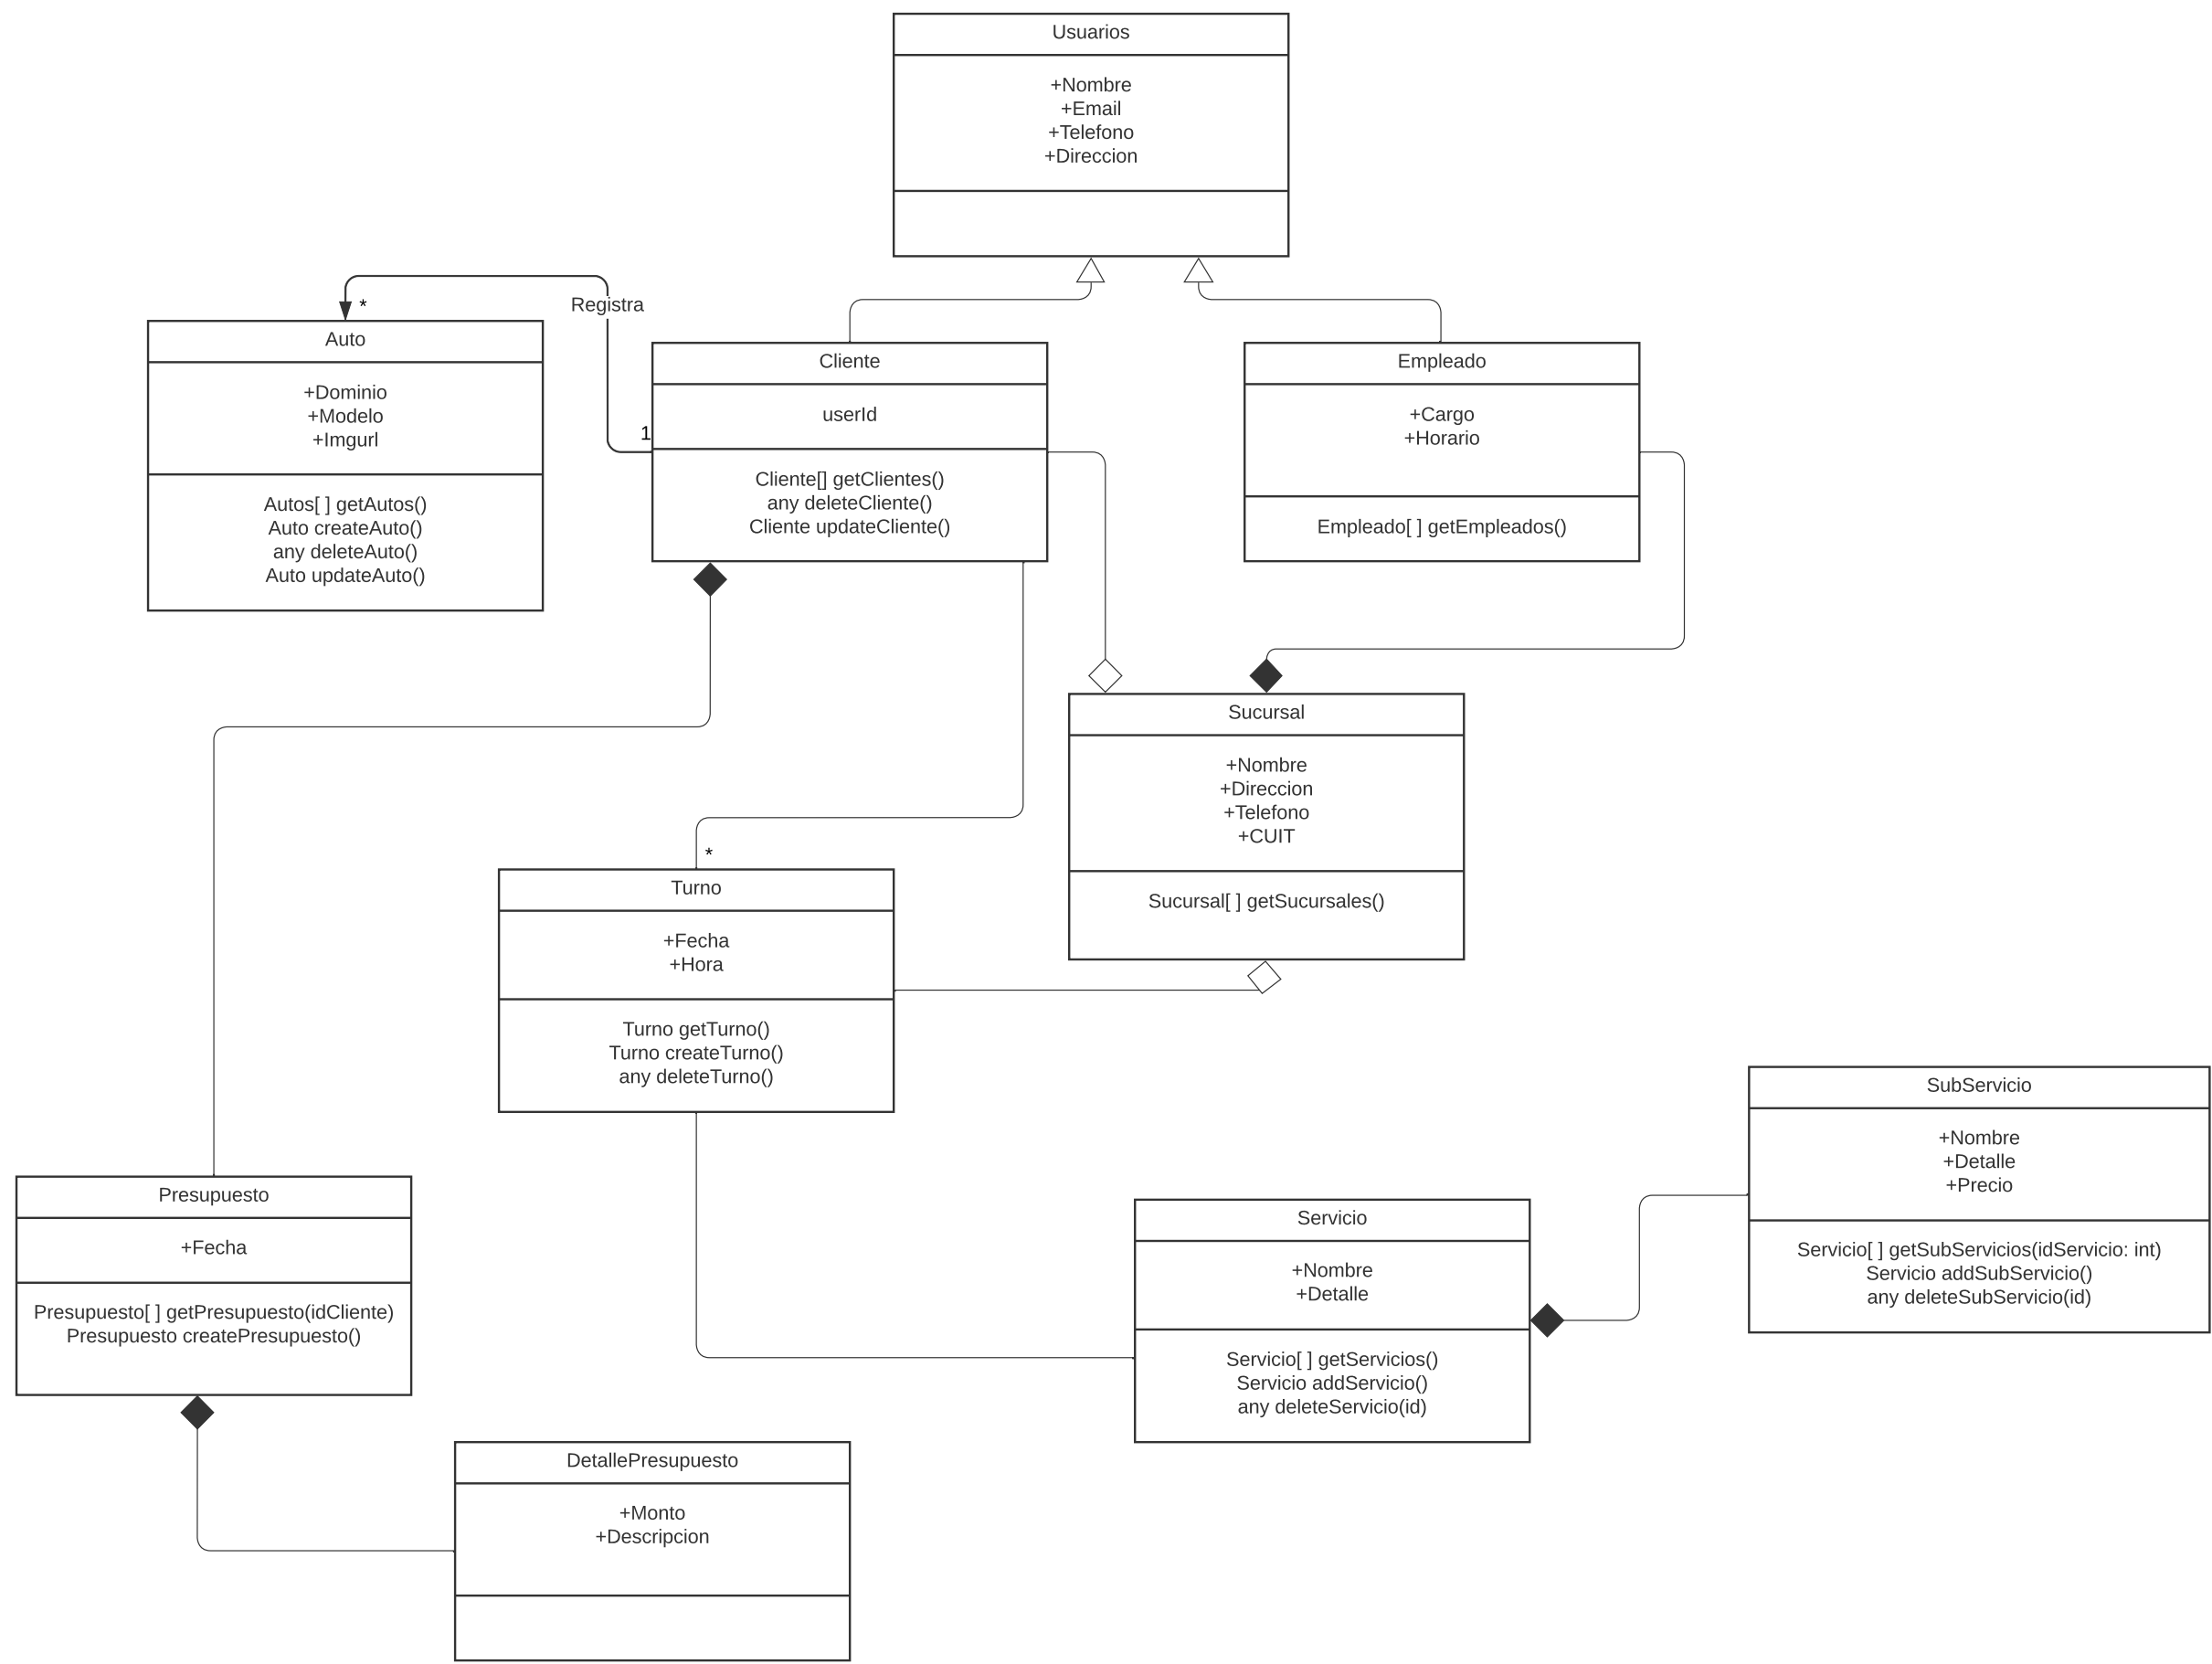 Usuarios
+Nombre
+Email
+Telefono
+Direccion
Registra
*
1
Auto
+Dominio
+Modelo
+Imgurl
Autos[ ] getAutos()
Auto createAuto()
any deleteAuto()
Auto updateAuto()
Cliente
userId
Cliente[] getClientes()
any deleteCliente()
Cliente updateCliente()
Empleado
+Cargo
+Horario
Empleado[ ] getEmpleados()
Sucursal
+Nombre
+Direccion
+Telefono
+CUIT
Sucursal[ ] getSucursales()
*
Turno
+Fecha
+Hora
Turno getTurno()
Turno createTurno()
any deleteTurno()
SubServicio
+Nombre
+Detalle
+Precio
Servicio[ ] getSubServicios(idServicio: int)
Servicio addSubServicio()
any deleteSubServicio(id)
Presupuesto
+Fecha
Presupuesto[ ] getPresupuesto(idCliente)
Presupuesto createPresupuesto()
Servicio
+Nombre
+Detalle
Servicio[ ] getServicios()
Servicio addServicio()
any deleteServicio(id)
DetallePresupuesto
+Monto
+Descripcion